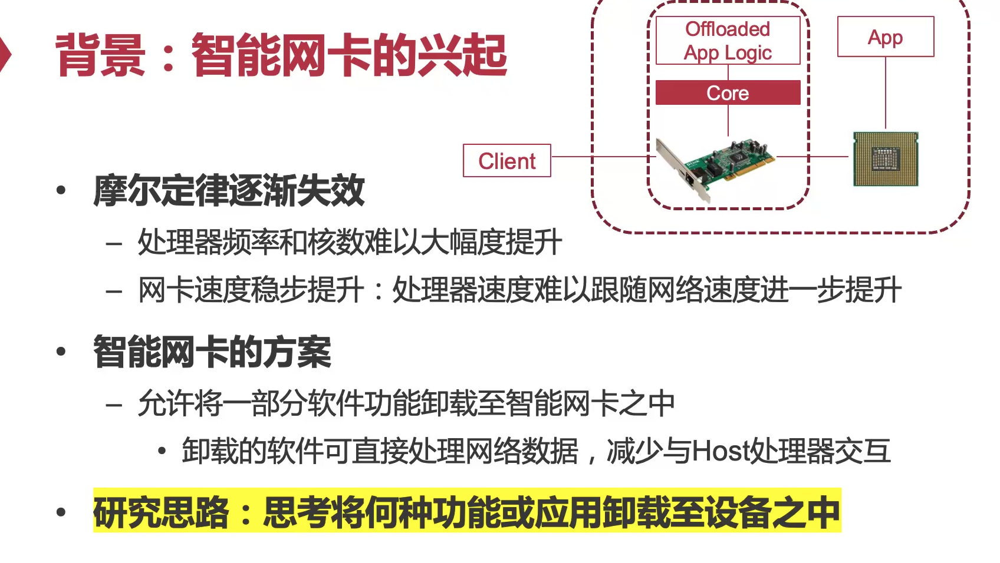 背景：智能网卡的兴起
Offloaded
App Logic
Core
App
Client
• 摩尔定律逐渐失效
– 处理器频率和核数难以大幅度提升
– 网卡速度稳步提升：处理器速度难以跟随网络速度进一步提升
• 智能网卡的方案
– 允许将一部分软件功能卸载至智能网卡之中
• 卸载的软件可直接处理网络数据，减少与Host处理器交互
• 研究思路：思考将何种功能或应用卸载至设备之中